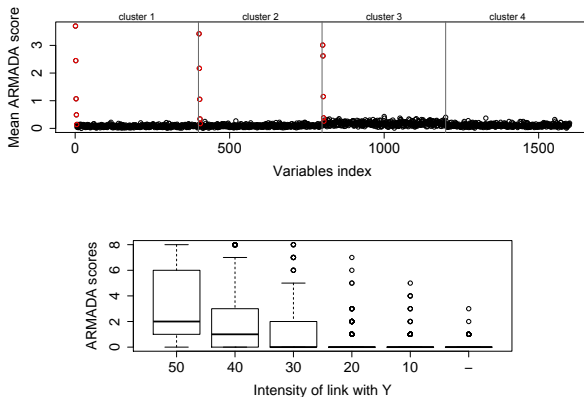 cluster 1 cluster 2 cluster 3 cluster 4
Mean ARMADA score
3
2
1
0
0 500 1000 1500
Variables index
ARMADA scores
8
6
4
2
0
50 40 30 20 10 –
Intensity of link with Y